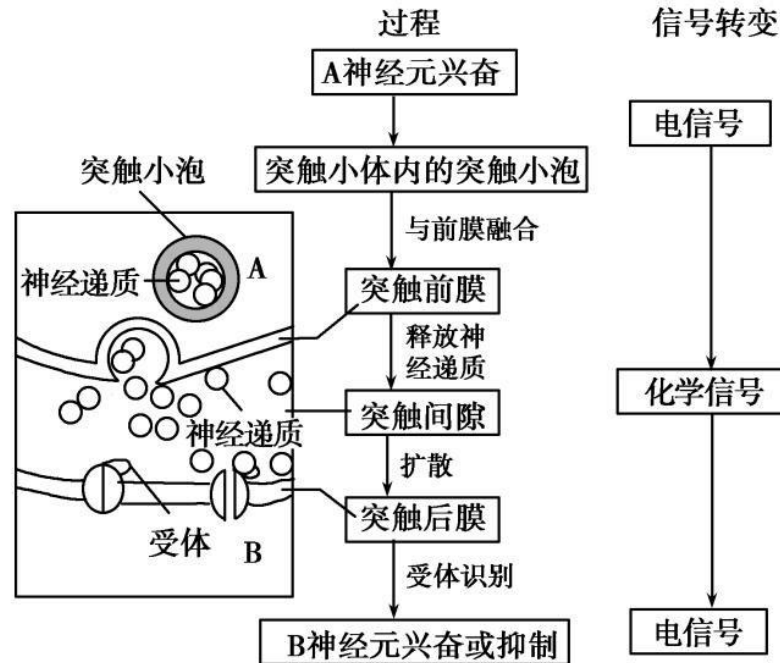 过程
信号转变
A神经元兴奋
电信号
突触小泡
突触小体内的突触小泡
与前膜融合
A
神经递质
突触前膜
释放神
经递质
化学信号
突触间隙
神经递质
扩散
突触后膜
受体
B
受体识别
B神经元兴奋或抑制
电信号